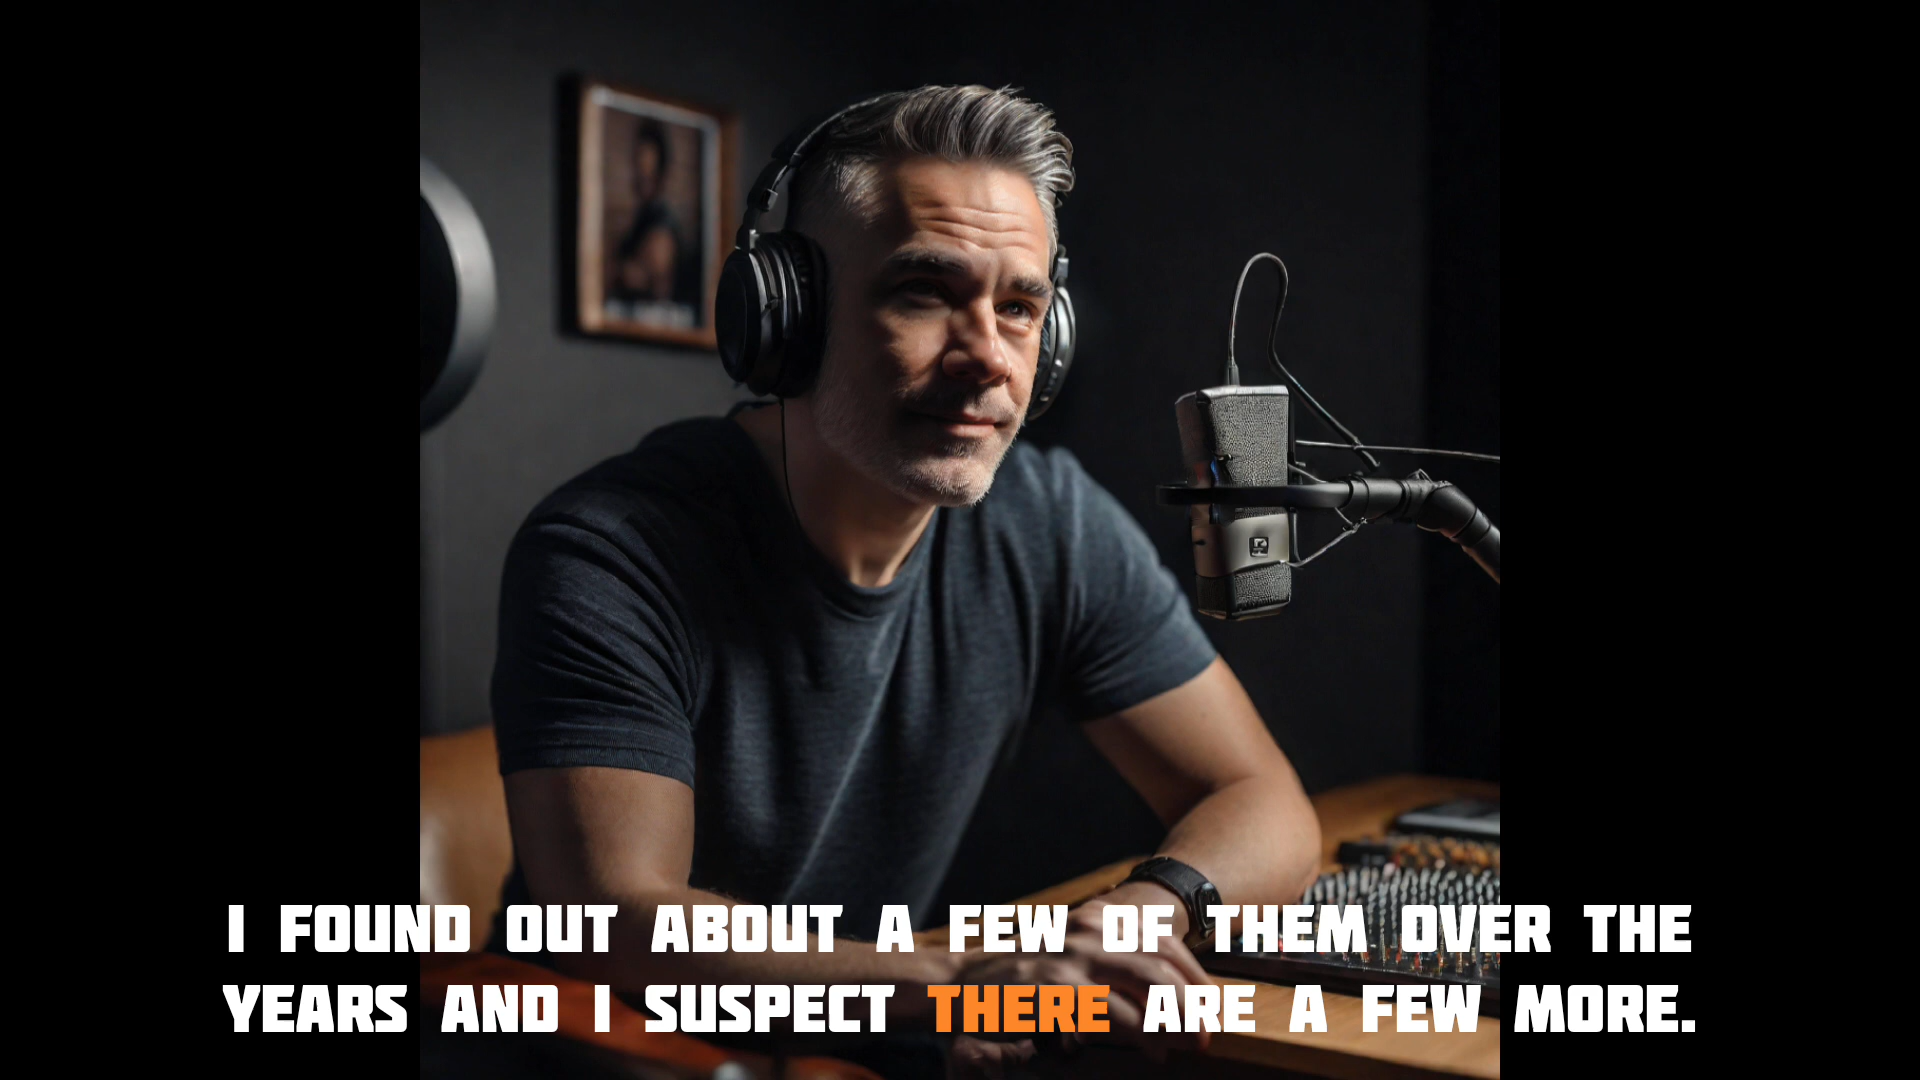 I FOUND OUT ABOUT A FEW OF THEM OVER THE
YEARS AND I SUSPECT THERE ARE A FEW MORE.